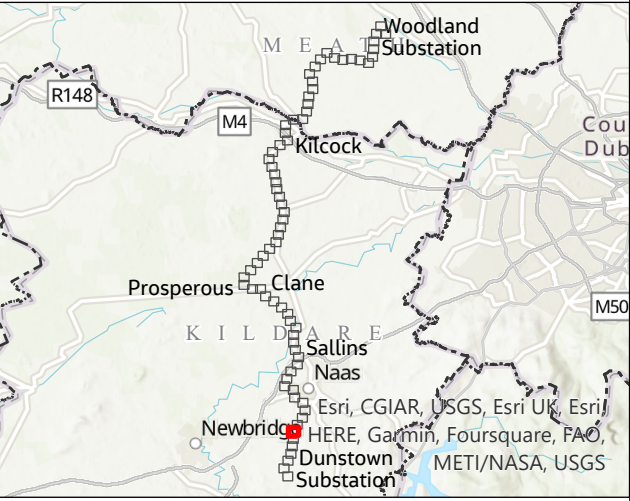 Woodland
Substation
MEATH
R148
M4
Cou
Dub
Kilcock
Prosperous
Clane
M50
KILDARE
Sallins
Naas
Newbridge
Esri, CGIAR, USGS, Esri UK, Esri,
HERE, Garmin, Foursquare, FAO,
METI/NASA, USGS
Dunstown
Substation